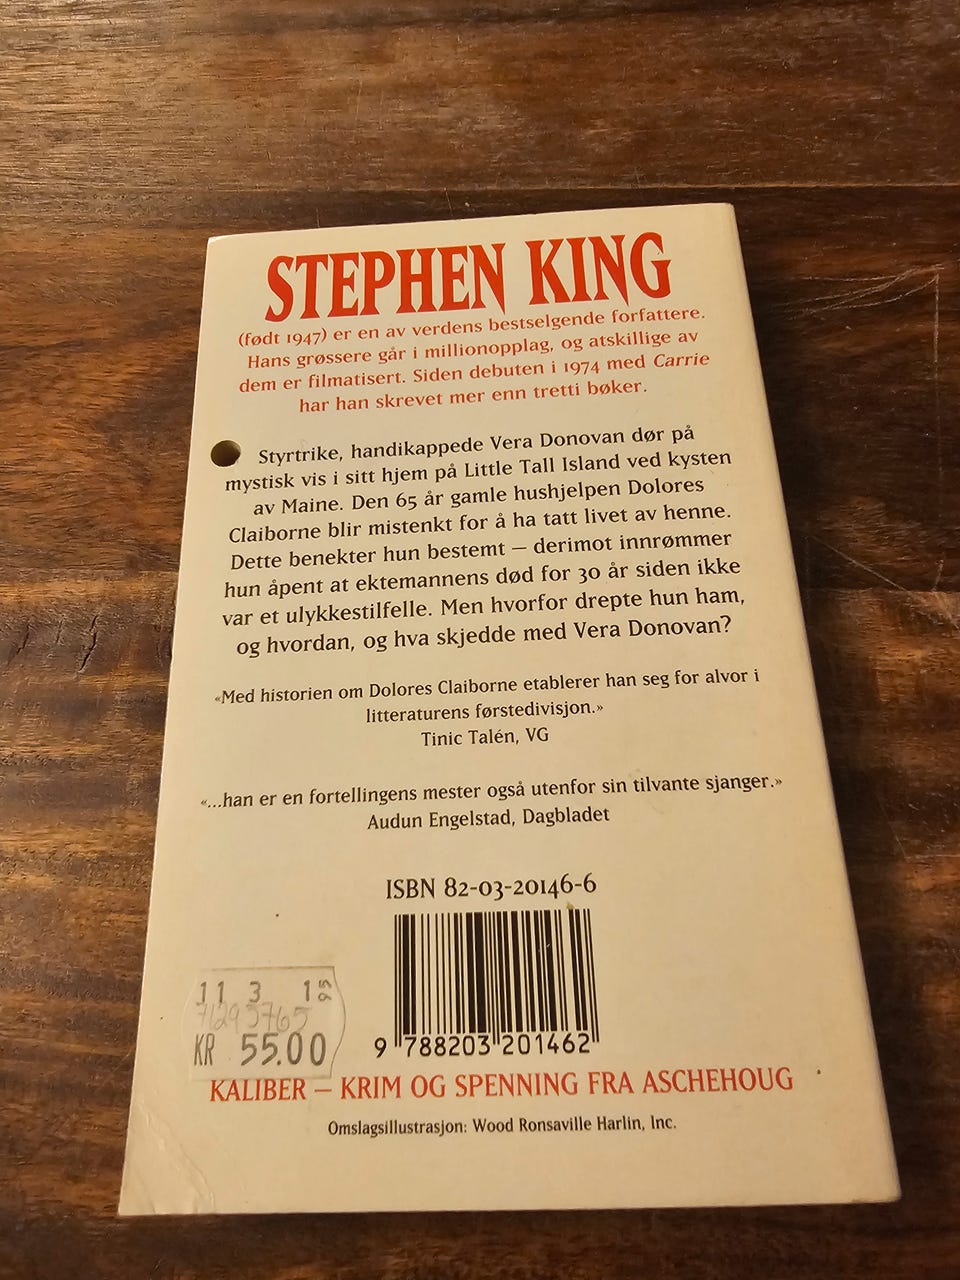 STEPHEN KING
(født 1947) er en av verdens bestselgende forfattere.
Hans grøssere går i millionopplag, og atskillige av
dem er filmatisert. Siden debuten i 1974 med Carrie
har han skrevet mer enn tretti bøker.
Styrtrike, handikappede Vera Donovan dør på
mystisk vis i sitt hjem på Little Tall Island ved kysten
av Maine. Den 65 år gamle hushjelpen Dolores
Claiborne blir mistenkt for å ha tatt livet av henne.
Dette benekter hun bestemt — derimot innrømmer
hun åpent at ektemannens død for 30 år siden ikke
var et ulykkestilfelle. Men hvorfor drepte hun ham,
og hvordan, og hva skjedde med Vera Donovan?
«Med historien om Dolores Claiborne etablerer han seg for alvor i
litteraturens førstedivisjon.»
Tinic Talén, VG
«...han er en fortellingens mester også utenfor sin tilvante sjanger.»
Audun Engelstad, Dagbladet
ISBN 82-03-20146-6
9 788203 201462
11 3 1
KR 55.00
KALIBER — KRIM OG SPENNING FRA ASCHEHOUG
Omslagsillustrasjon: Wood Ronsaville Harlin, Inc.